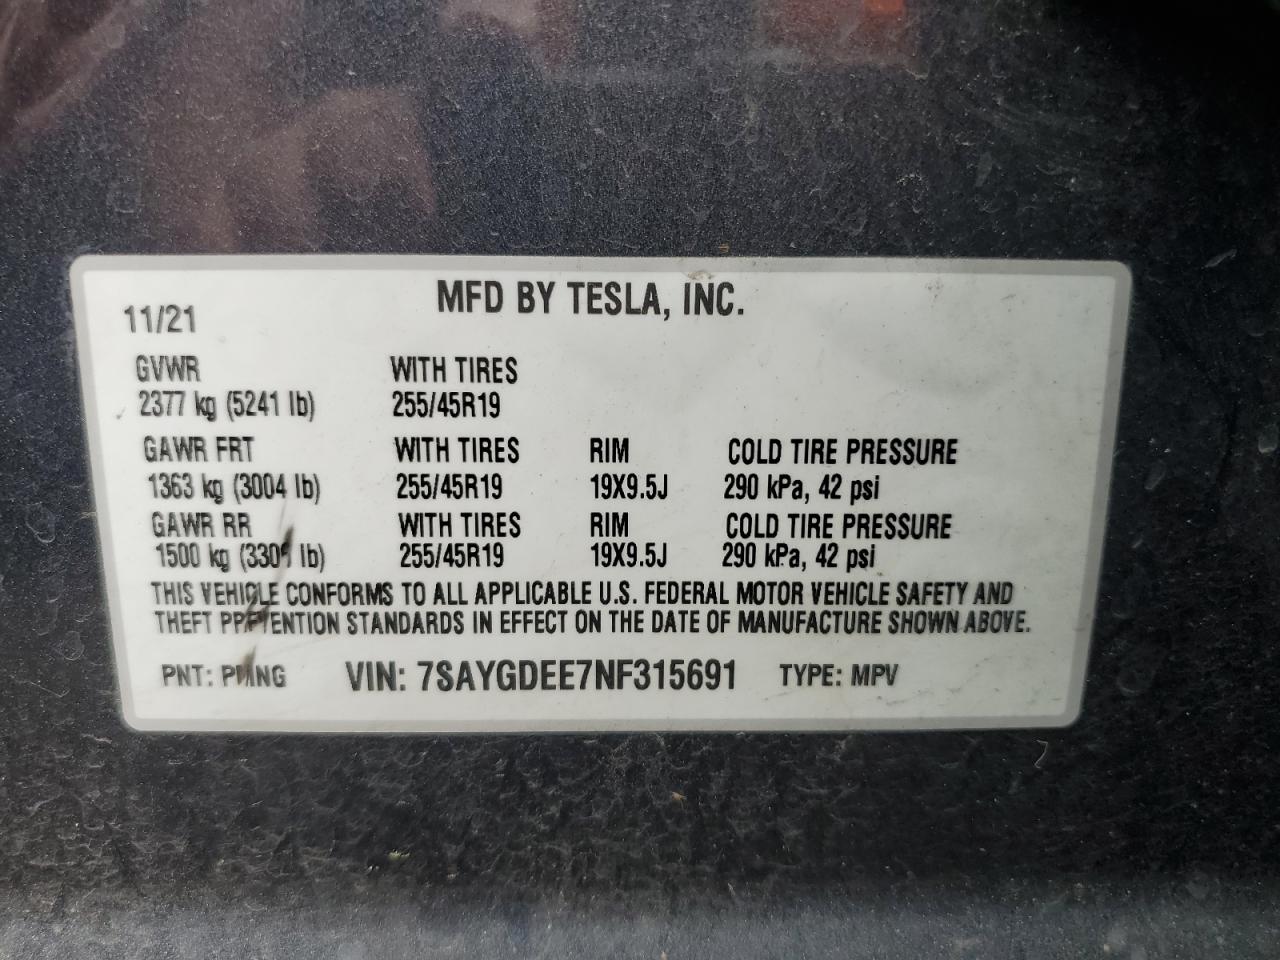 MFD BY TESLA, INC.
11/21
GVWR WITH TIRES
2377 kg (5241 lb) 255/45R19
GAWR FRT WITH TIRES RIM COLD TIRE PRESSURE
1363 kg (3004 lb) 255/45R19 19X9.5J 290 kPa, 42 psi
GAWR RR WITH TIRES RIM COLD TIRE PRESSURE
1500 kg ( lb) 255/45R19 19X9.5J 290 kPa, 42 psi
THIS VEHICLE CONFORMS TO ALL APPLICABLE U.S. FEDERAL MOTOR VEHICLE SAFETY AND
THEFT PREVENTION STANDARDS IN EFFECT ON THE DATE OF MANUFACTURE SHOWN ABOVE.
PNT: VIN: 7SAYGDEE7NF315691 TYPE: MPV